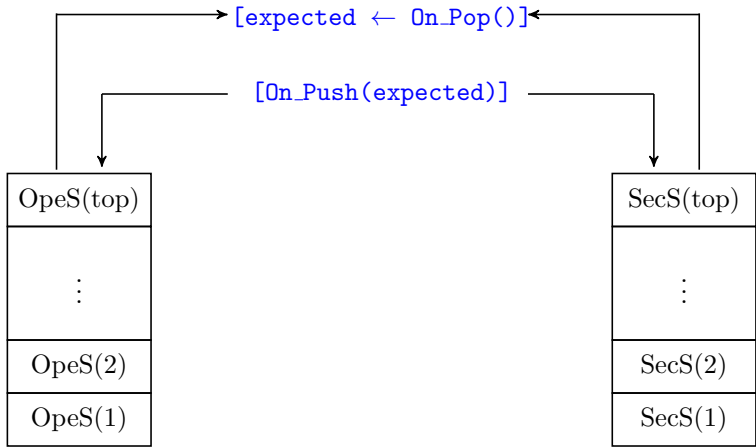 [expected ← On_Pop()]
[On_Push(expected)]
OpeS(top)
SecS(top)
⋮
⋮
OpeS(2)
SecS(2)
OpeS(1)
SecS(1)